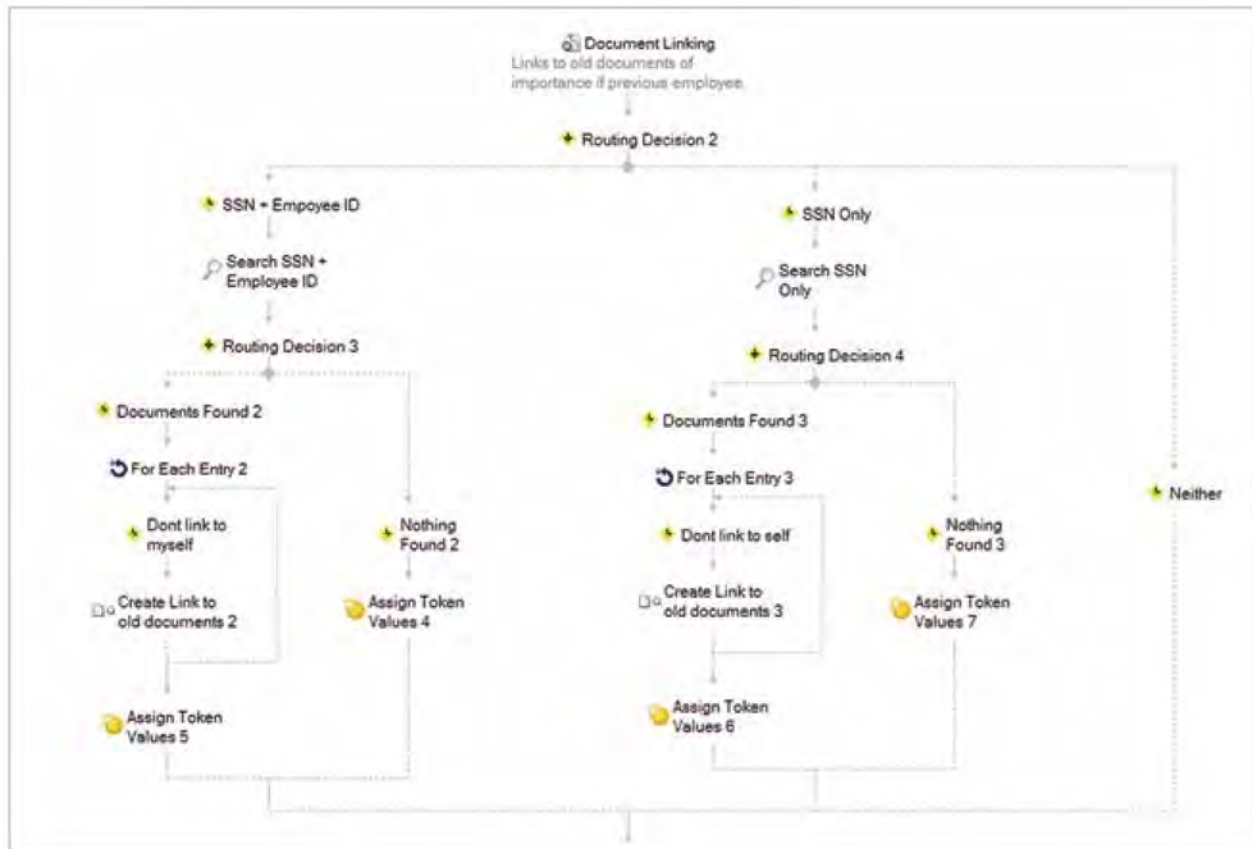 Document Linking
Links to old documents of
importance if previous employee.
Routing Decision 2
SSN + Empoyee ID
Search SSN +
Employee ID
Routing Decision 3
Documents Found 2
For Each Entry 2
Dont link to
myself
Create Link to
old documents 2
Assign Token
Values 5
Nothing
Found 2
Assign Token
Values 4
SSN Only
Search SSN
Only
Routing Decision 4
Documents Found 3
For Each Entry 3
Dont link to self
Create Link to
old documents 3
Assign Token
Values 6
Nothing
Found 3
Assign Token
Values 7
Neither